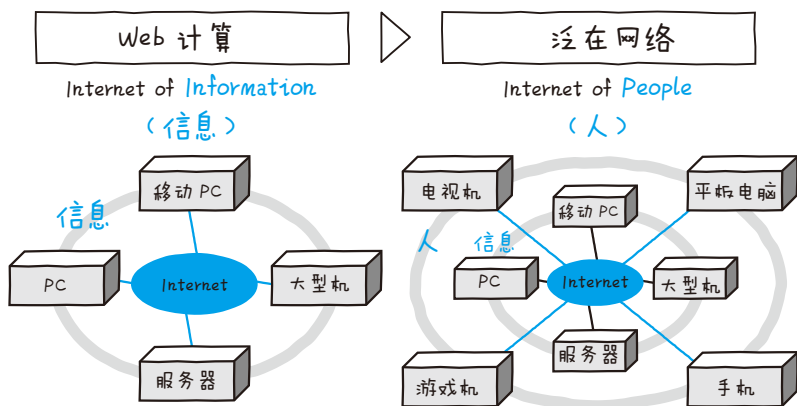 Web 计算
Internet of Information
（信息）
信息
移动 PC
PC
Internet
大型机
服务器
泛在网络
Internet of People
（人）
电视机
平板电脑
移动 PC
人
信息
PC
Internet
大型机
服务器
游戏机
手机